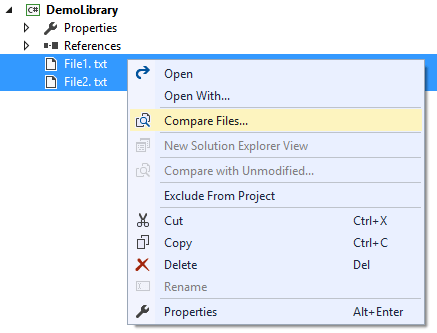 C# DemoLibrary
Properties
References
File1. txt
File2. txt
Open
Open With...
Compare Files...
New Solution Explorer View
Compare with Unmodified...
Exclude From Project
Cut Ctrl+X
Copy Ctrl+C
Delete Del
Rename
Properties Alt+Enter